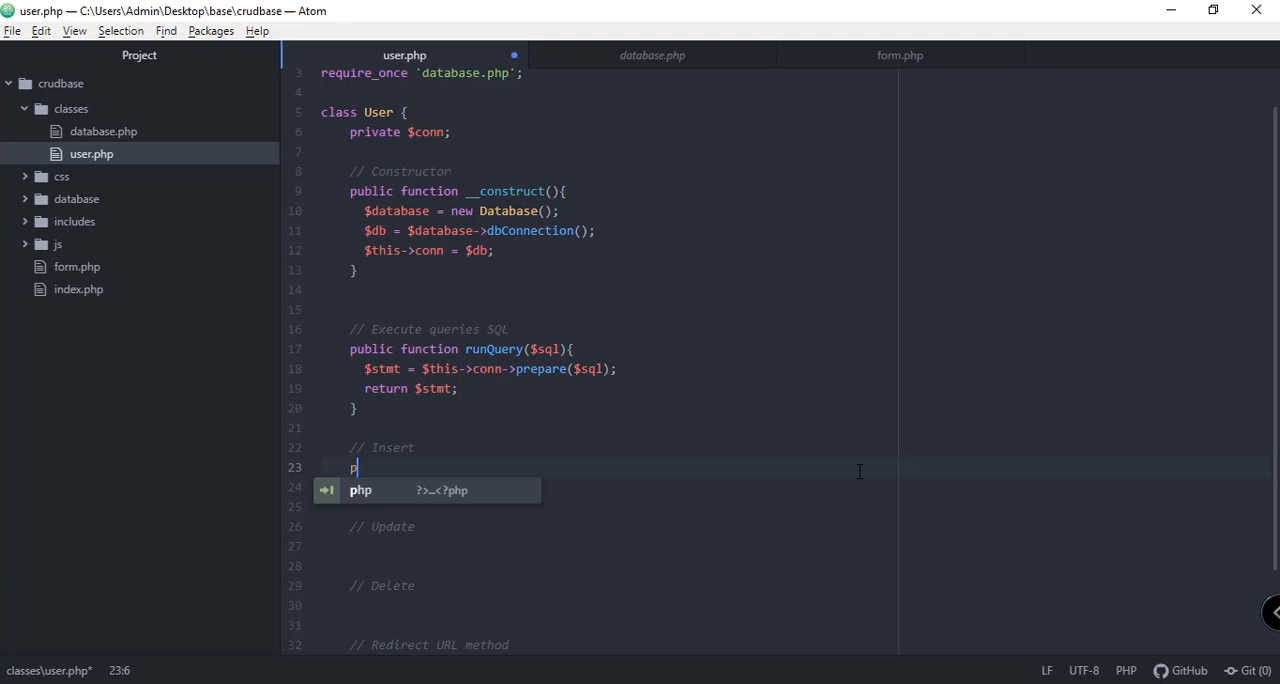 user.php — C:\Users\Admin\Desktop\base\crudbase — Atom
File Edit View Selection Find Packages Help
Project
crudbase
classes
database.php
user.php
css
database
includes
js
form.php
index.php
user.php database.php form.php
3 require_once `database.php';
4
5 class User {
6 private $conn;
7
8 // Constructor
9 public function __construct(){
10 $database = new Database();
11 $db = $database->dbConnection();
12 $this->conn = $db;
13 }
14
15
16 // Execute queries SQL
17 public function runQuery($sql){
18 $stmt = $this->conn->prepare($sql);
19 return $stmt;
20 }
21
22 // Insert
23 p
24 php ?>…<?php
25
26 // Update
27
28
29 // Delete
30
31
32 // Redirect URL method
classes\user.php* 23:6 LF UTF-8 PHP GitHub Git (0)